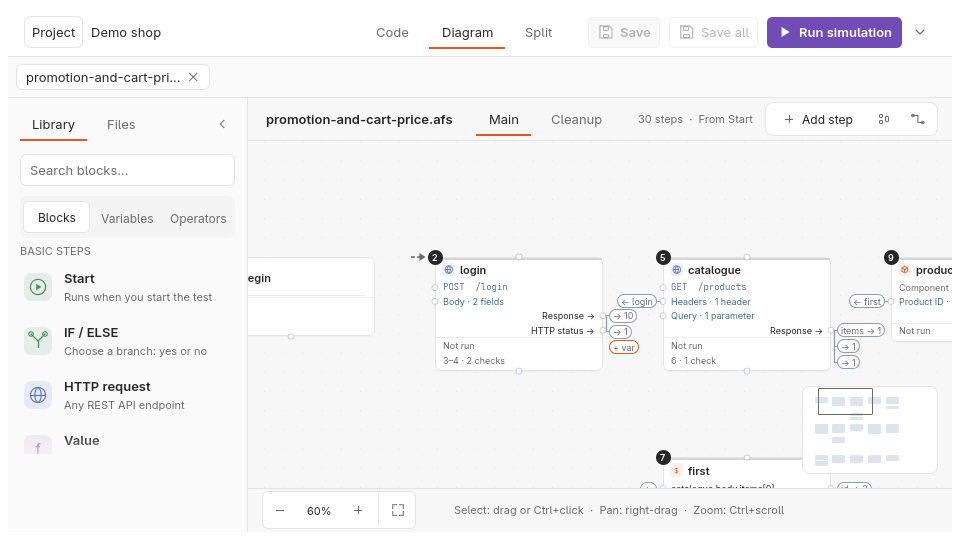 Project
Demo shop
Code
Diagram
Split
Save
Save all
Run simulation
promotion-and-cart-pri...
Library
Files
promotion-and-cart-price.afs
Main
Cleanup
30 steps · From Start
Add step
Search blocks...
Blocks
Variables
Operators
BASIC STEPS
Start
Runs when you start the test
IF / ELSE
Choose a branch: yes or no
HTTP request
Any REST API endpoint
Value
egin
2
login
POST /login
Body · 2 fields
Response →
→ 10
HTTP status →
→ 1
Not run
+ var
3–4 · 2 checks
5
catalogue
GET /products
← login
Headers · 1 header
Query · 1 parameter
Response →
items → 1
Not run
→ 1
6 · 1 check
→ 1
9
produc
Component
← first
Product ID ·
Not run
7
first
catalogue.body.items[0]
60%
Select: drag or Ctrl+click · Pan: right-drag · Zoom: Ctrl+scroll